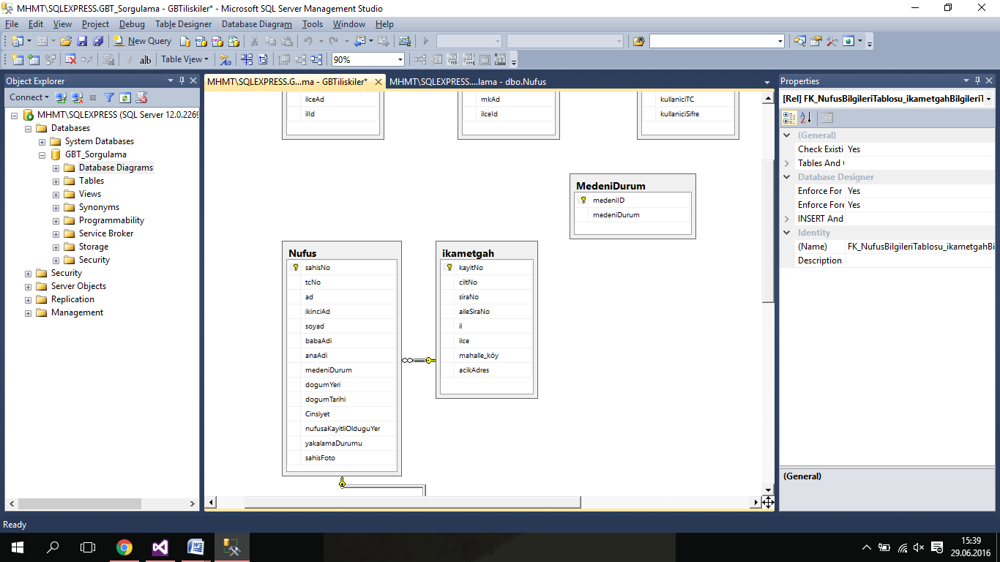 MHMT\SQLEXPRESS.GBT_Sorgulama - GBTiliskiler* - Microsoft SQL Server Management Studio
File Edit View Project Debug Table Designer Database Diagram Tools Window Help
New Query
Table View 90%
Object Explorer
Connect
MHMT\SQLEXPRESS (SQL Server 12.0.2269
Databases
System Databases
GBT_Sorgulama
Database Diagrams
Tables
Views
Synonyms
Programmability
Service Broker
Storage
Security
Security
Server Objects
Replication
Management
MHMT\SQLEXPRESS.G...ma - GBTiliskiler* MHMT\SQLEXPRESS....lama - dbo.Nufus
ilceAd
ilId
mkAd
ilceId
kullaniciTC
kullaniciSifre
MedeniDurum
medeniID
medeniDurum
Nufus
sahisNo
tcNo
ad
ikinciAd
soyad
babaAdi
anaAdi
medeniDurum
dogumYeri
dogumTarihi
Cinsiyet
nufusaKayitliOlduguYer
yakalamaDurumu
sahisFoto
ikametgah
kayitNo
ciltNo
siraNo
aileSiraNo
il
ilce
mahalle_köy
acikAdres
Properties
[Rel] FK_NufusBilgileriTablosu_ikametgahBilgileriT
(General)
Check Existi Yes
Tables And C
Database Designer
Enforce For Yes
Enforce Fore Yes
INSERT And
Identity
(Name) FK_NufusBilgileriTablosu_ikametgahBi
Description
(General)
Ready
15:39
29.06.2016